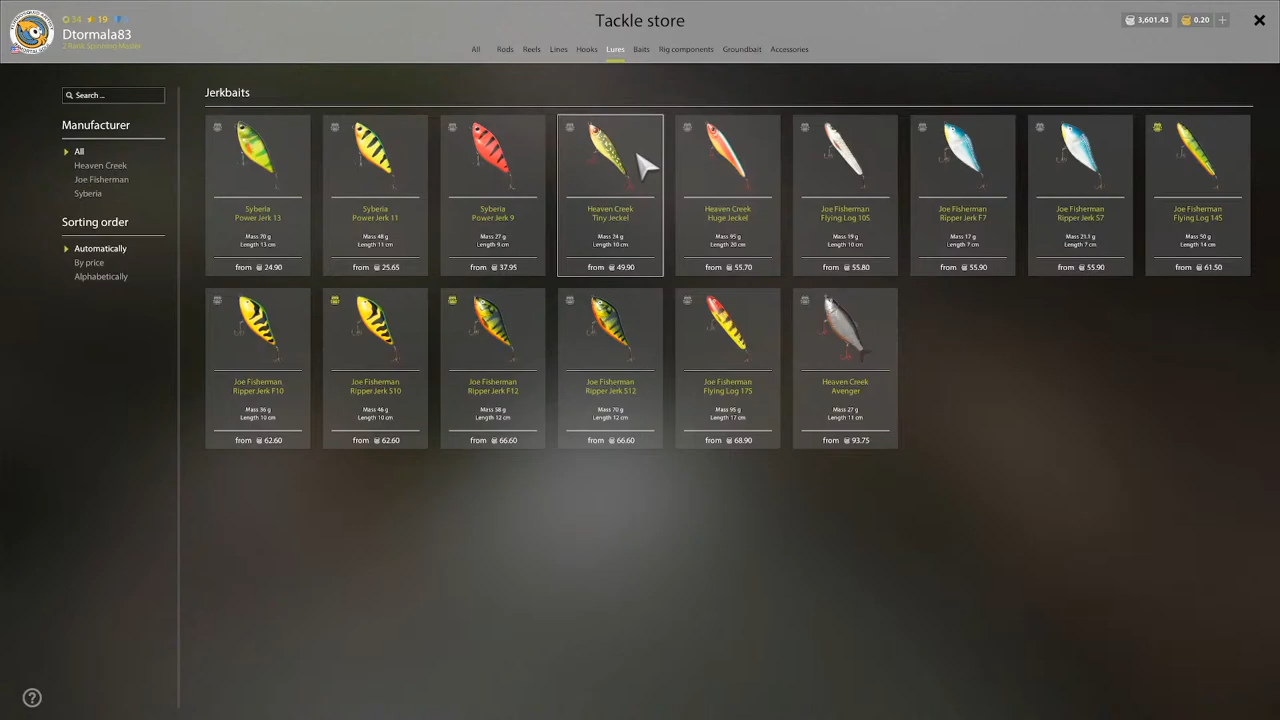 34 19
Dtormala83
2 Rank, Spinning Master
Tackle store
3,601.43 0.20 +
All Rods Reels Lines Hooks Lures Baits Rig components Groundbait Accessories
Search ...
Manufacturer
All
Heaven Creek
Joe Fisherman
Syberia
Sorting order
Automatically
By price
Alphabetically
Jerkbaits
Syberia
Power Jerk 13
Mass 70 g
Length 13 cm
from 24.90
Syberia
Power Jerk 11
Mass 48 g
Length 11 cm
from 25.65
Syberia
Power Jerk 9
Mass 27 g
Length 9 cm
from 37.95
Heaven Creek
Tiny Jeckel
Mass 24 g
Length 10 cm
from 49.90
Heaven Creek
Huge Jeckel
Mass 95 g
Length 20 cm
from 55.70
Joe Fisherman
Flying Log 10S
Mass 19 g
Length 10 cm
from 55.80
Joe Fisherman
Ripper Jerk F7
Mass 17 g
Length 7 cm
from 55.90
Joe Fisherman
Ripper Jerk S7
Mass 21.1 g
Length 7 cm
from 55.90
Joe Fisherman
Flying Log 14S
Mass 50 g
Length 14 cm
from 61.50
Joe Fisherman
Ripper Jerk F10
Mass 36 g
Length 10 cm
from 62.60
Joe Fisherman
Ripper Jerk S10
Mass 46 g
Length 10 cm
from 62.60
Joe Fisherman
Ripper Jerk F12
Mass 58 g
Length 12 cm
from 66.60
Joe Fisherman
Ripper Jerk S12
Mass 70 g
Length 12 cm
from 66.60
Joe Fisherman
Flying Log 17S
Mass 95 g
Length 17 cm
from 68.90
Heaven Creek
Avenger
Mass 27 g
Length 11 cm
from 93.75
?